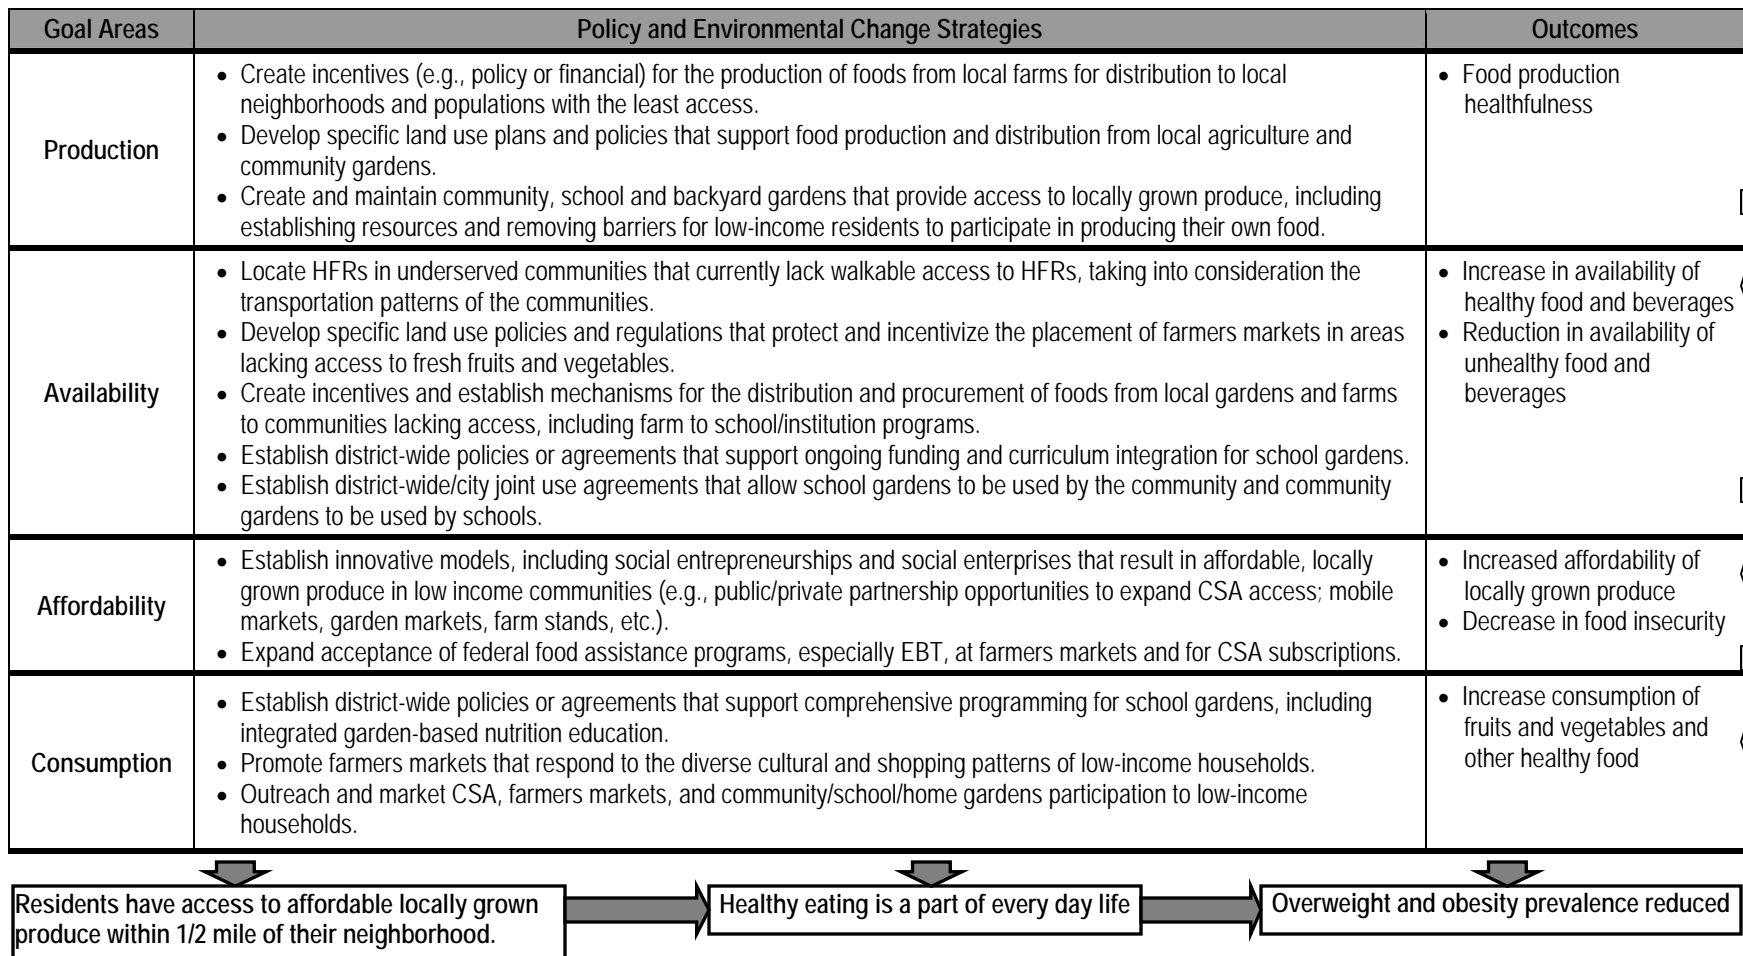 Goal Areas
Policy and Environmental Change Strategies
Outcomes
Production
• Create incentives (e.g., policy or financial) for the production of foods from local farms for distribution to local
neighborhoods and populations with the least access.
• Develop specific land use plans and policies that support food production and distribution from local agriculture and
community gardens.
• Create and maintain community, school and backyard gardens that provide access to locally grown produce, including
establishing resources and removing barriers for low-income residents to participate in producing their own food.
• Food production
healthfulness
Availability
• Locate HFRs in underserved communities that currently lack walkable access to HFRs, taking into consideration the
transportation patterns of the communities.
• Develop specific land use policies and regulations that protect and incentivize the placement of farmers markets in areas
lacking access to fresh fruits and vegetables.
• Create incentives and establish mechanisms for the distribution and procurement of foods from local gardens and farms
to communities lacking access, including farm to school/institution programs.
• Establish district-wide policies or agreements that support ongoing funding and curriculum integration for school gardens.
• Establish district-wide/city joint use agreements that allow school gardens to be used by the community and community
gardens to be used by schools.
• Increase in availability of
healthy food and beverages
• Reduction in availability of
unhealthy food and
beverages
Affordability
• Establish innovative models, including social entrepreneurships and social enterprises that result in affordable, locally
grown produce in low income communities (e.g., public/private partnership opportunities to expand CSA access; mobile
markets, garden markets, farm stands, etc.).
• Expand acceptance of federal food assistance programs, especially EBT, at farmers markets and for CSA subscriptions.
• Increased affordability of
locally grown produce
• Decrease in food insecurity
Consumption
• Establish district-wide policies or agreements that support comprehensive programming for school gardens, including
integrated garden-based nutrition education.
• Promote farmers markets that respond to the diverse cultural and shopping patterns of low-income households.
• Outreach and market CSA, farmers markets, and community/school/home gardens participation to low-income
households.
• Increase consumption of
fruits and vegetables and
other healthy food
Residents have access to affordable locally grown
produce within 1/2 mile of their neighborhood.
Healthy eating is a part of every day life
Overweight and obesity prevalence reduced